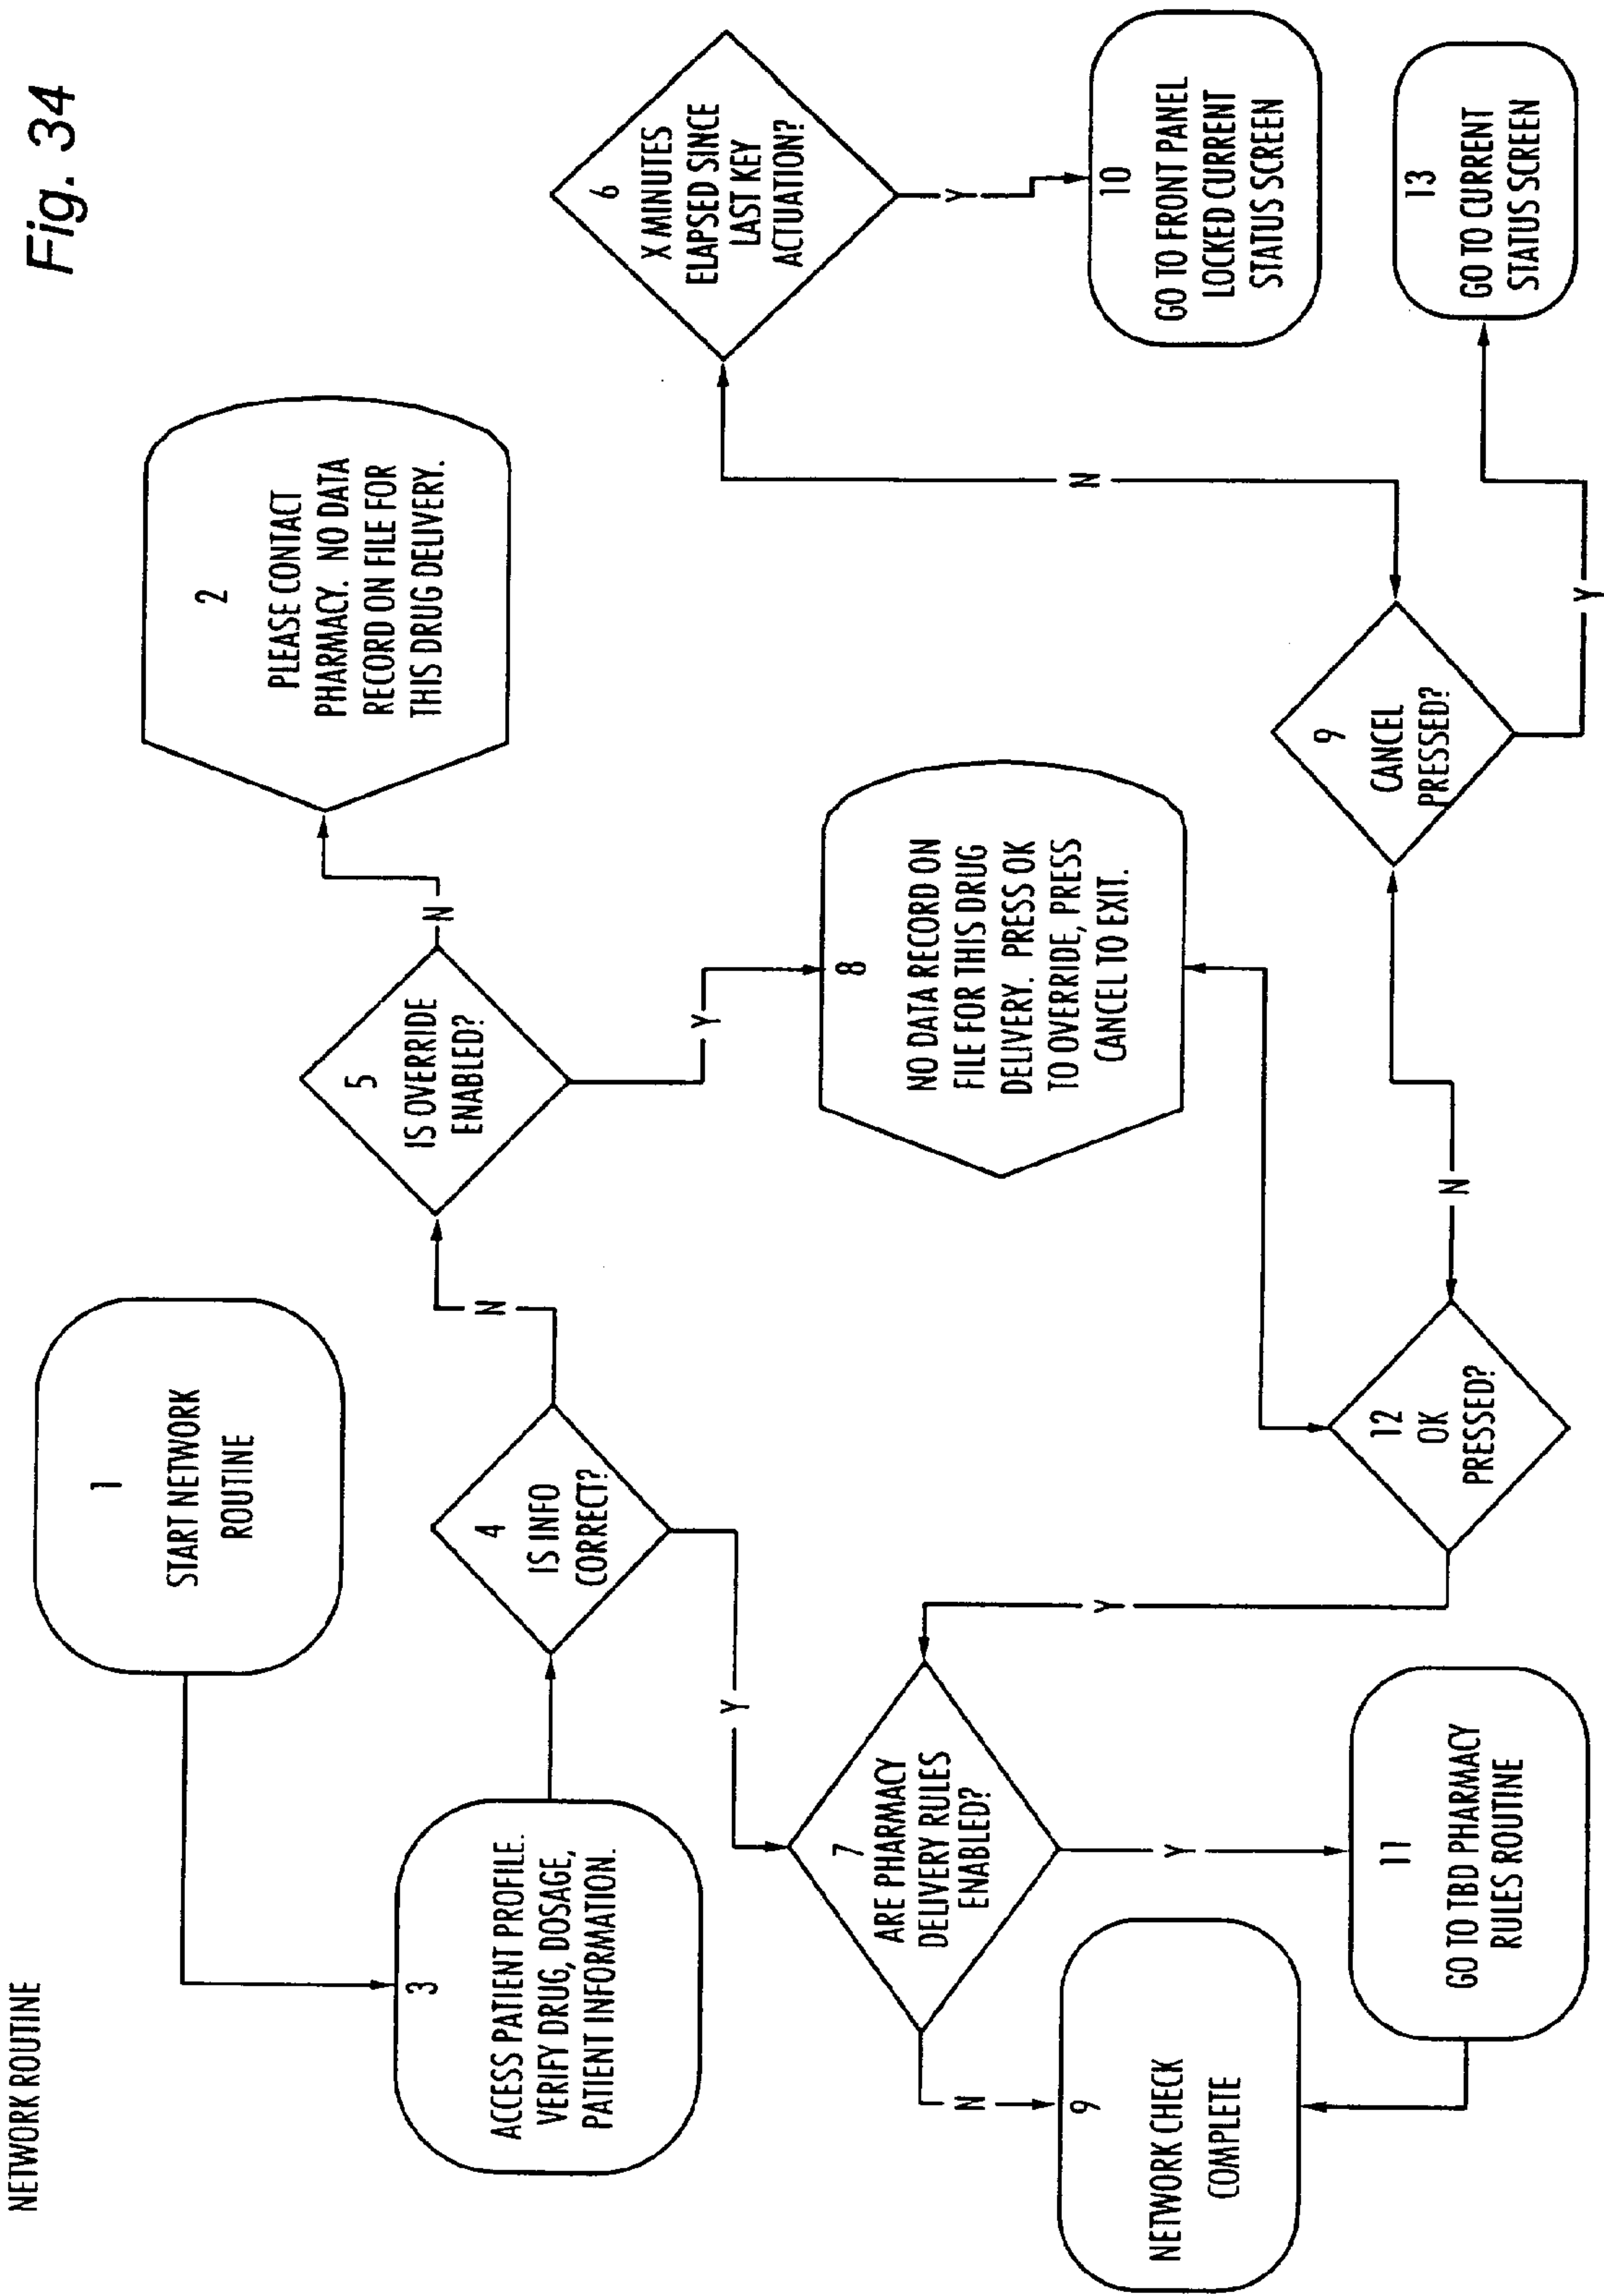 NETWORK ROUTINE
Fig. 34
1
START NETWORK
ROUTINE
2
PLEASE CONTACT
PHARMACY. NO DATA
RECORD ON FILE FOR
THIS DRUG DELIVERY.
3
ACCESS PATIENT PROFILE.
VERIFY DRUG, DOSAGE,
PATIENT INFORMATION.
4
IS INFO
CORRECT?
N
Y
5
IS OVERRIDE
ENABLED?
N
Y
6
X MINUTES
ELAPSED SINCE
LAST KEY
ACTUATION?
Y
N
7
ARE PHARMACY
DELIVERY RULES
ENABLED?
N
Y
8
NO DATA RECORD ON
FILE FOR THIS DRUG
DELIVERY. PRESS OK
TO OVERRIDE, PRESS
CANCEL TO EXIT.
9
CANCEL
PRESSED?
Y
N
10
GO TO FRONT PANEL
LOCKED CURRENT
STATUS SCREEN
9
NETWORK CHECK
COMPLETE
11
GO TO TBD PHARMACY
RULES ROUTINE
12
OK
PRESSED?
Y
13
GO TO CURRENT
STATUS SCREEN